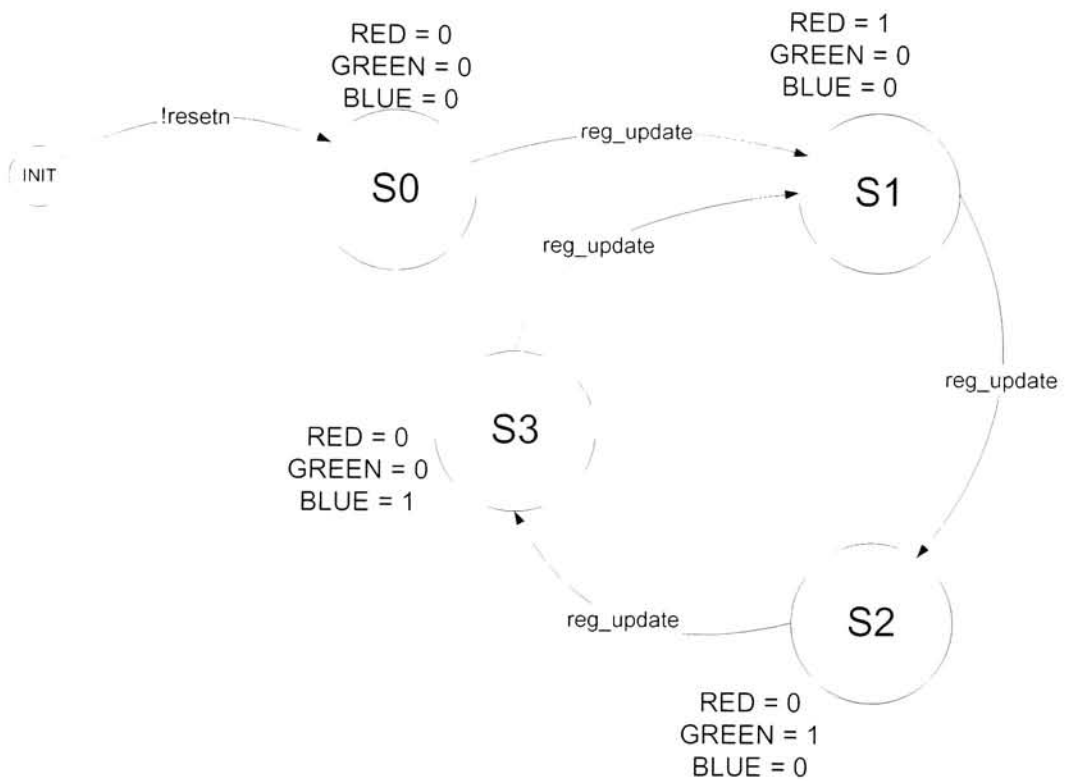 RED = 0
GREEN = 0
BLUE = 0
RED = 1
GREEN = 0
BLUE = 0
!resetn
reg_update
INIT
S0
S1
reg_update
reg_update
S3
RED = 0
GREEN = 0
BLUE = 1
reg_update
S2
RED = 0
GREEN = 1
BLUE = 0